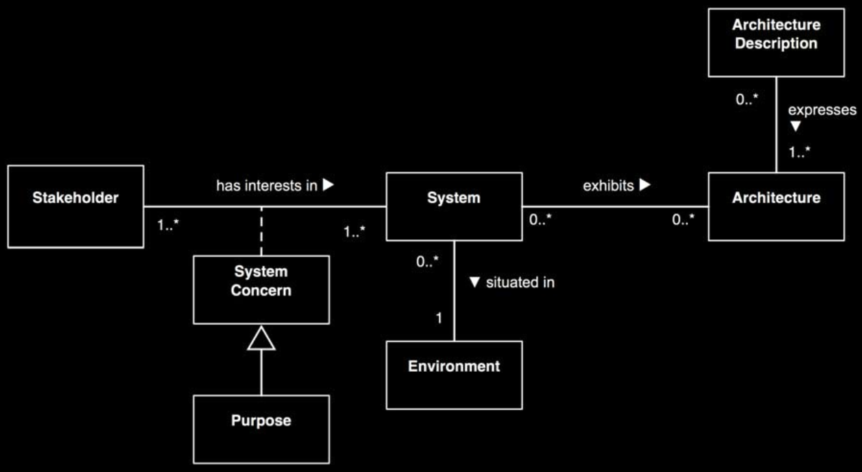 Architecture
Description
0..*
expresses
▼
1..*
Stakeholder
has interests in ▶
System
exhibits ▶
Architecture
1..*
1..*
0..*
0..*
System
Concern
0..*
▼ situated in
1
Environment
Purpose